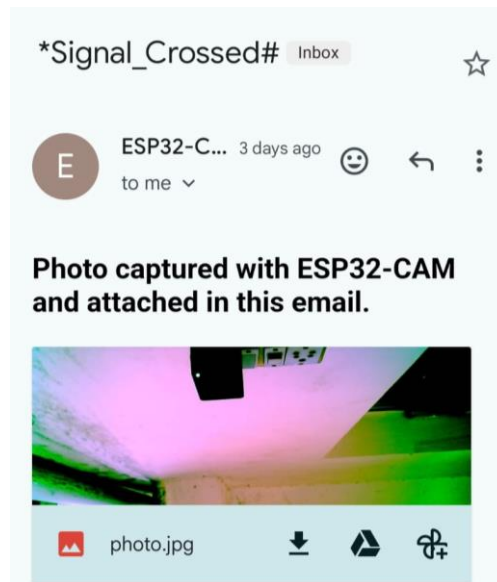 *Signal_Crossed# Inbox
E
ESP32-C... 3 days ago
to me
Photo captured with ESP32-CAM
and attached in this email.
photo.jpg